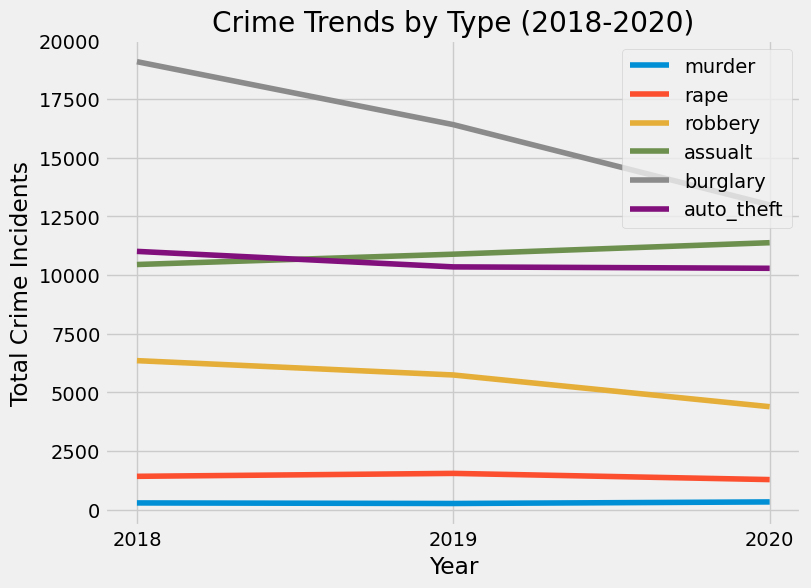 Crime Trends by Type (2018-2020)
20000
17500
15000
12500
10000
7500
5000
2500
0
Total Crime Incidents
murder
rape
robbery
assualt
burglary
auto_theft
2018 2019 2020
Year